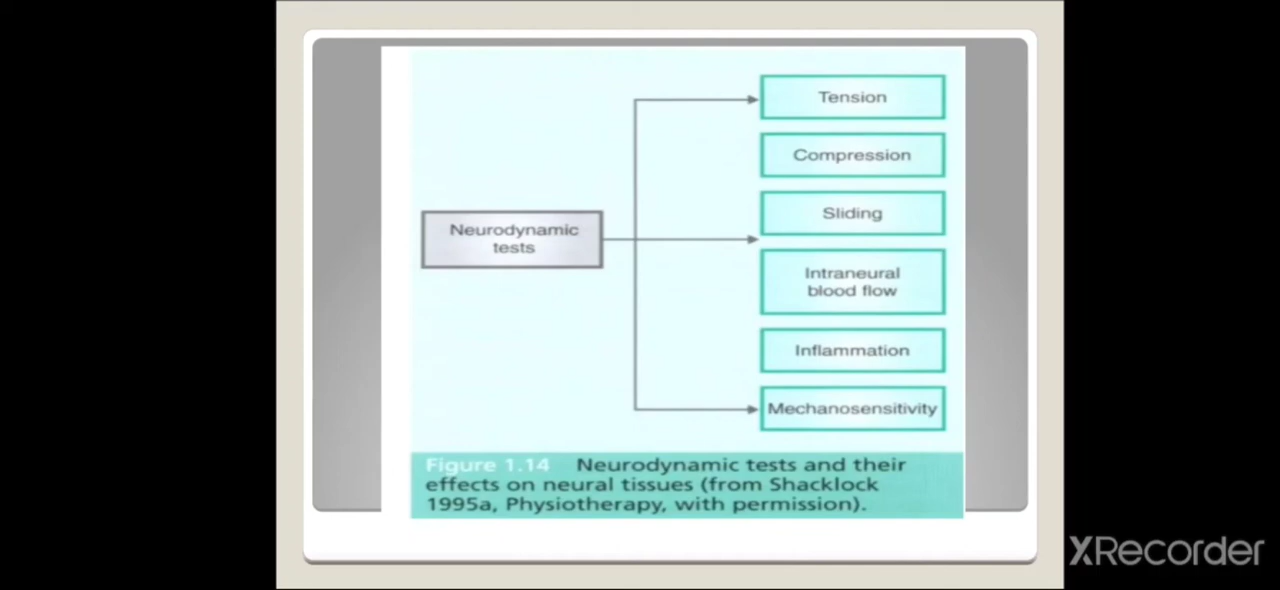 Tension
Compression
Sliding
Neurodynamic
tests
Intraneural
blood flow
Inflammation
Mechanosensitivity
Figure 1.14 Neurodynamic tests and their
effects on neural tissues (from Shacklock
1995a, Physiotherapy, with permission).
XRecorder